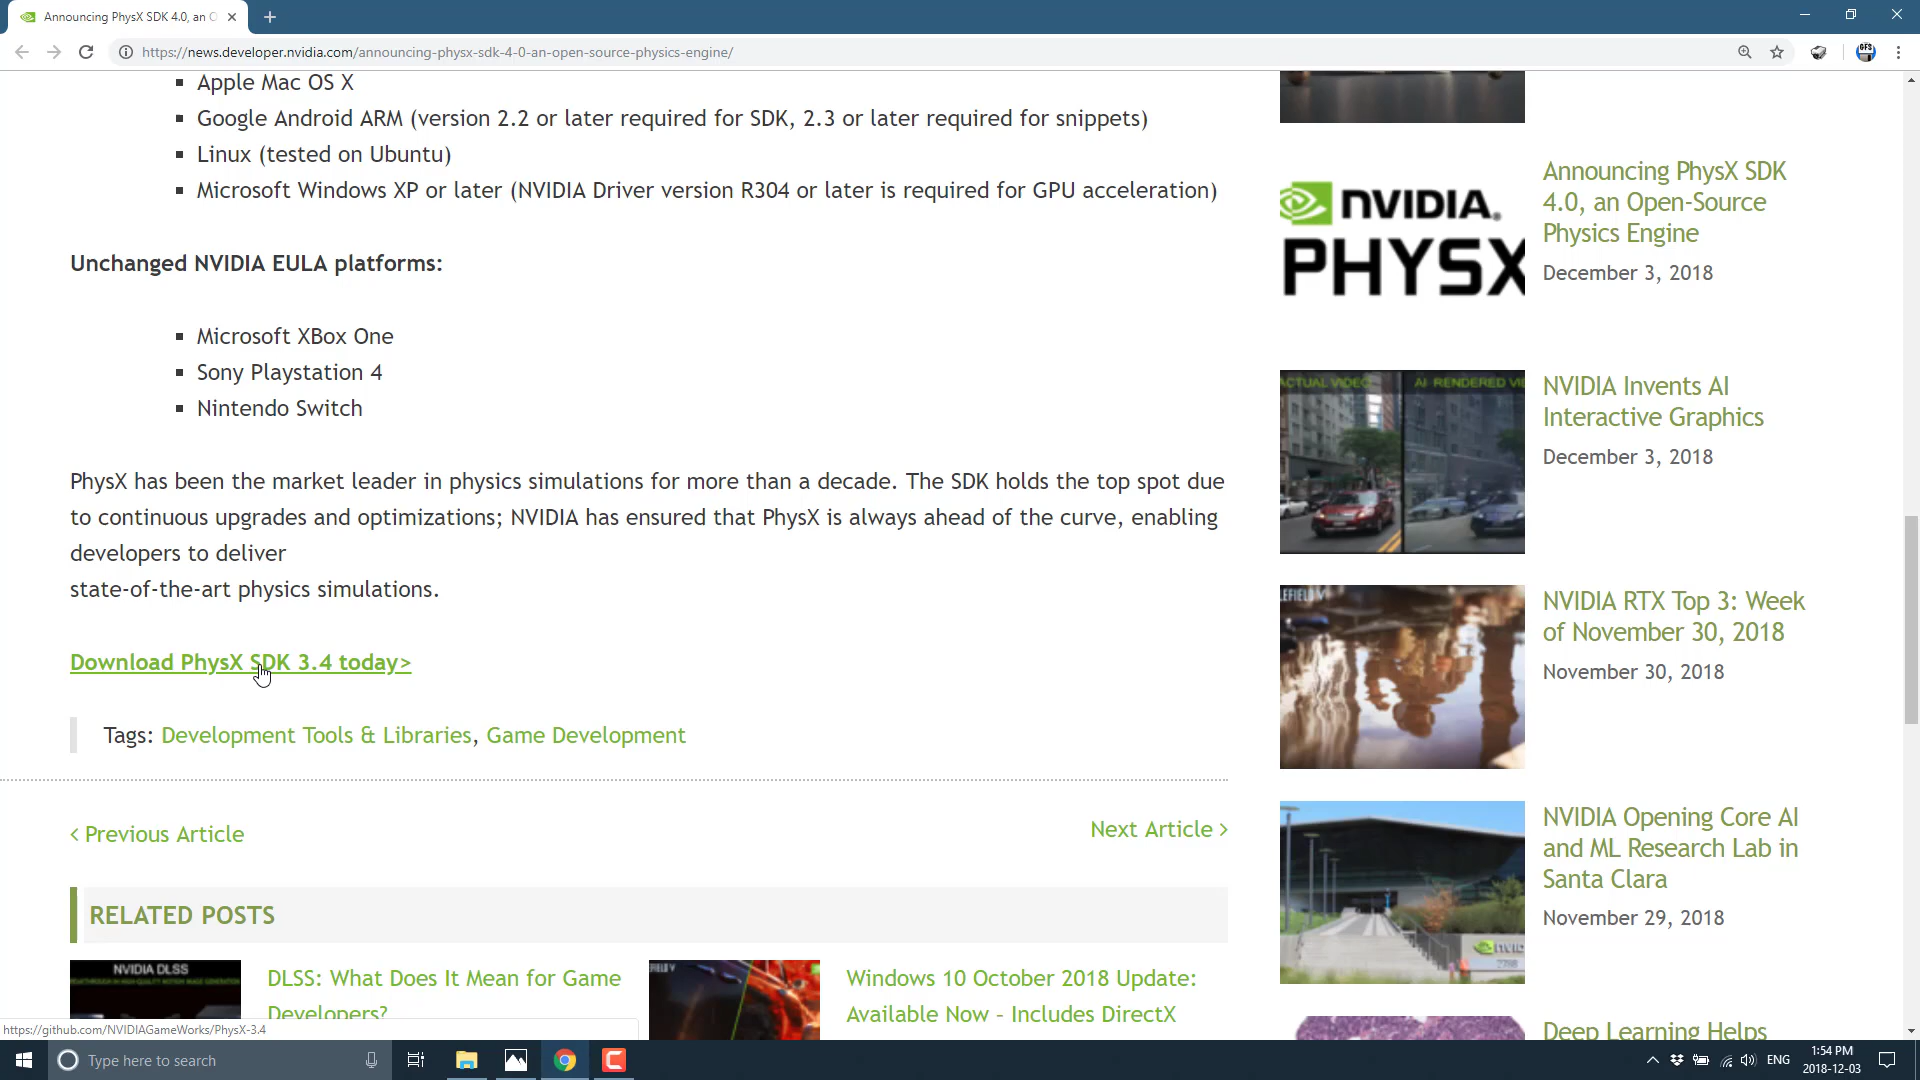 Announcing PhysX SDK 4.0, an O
https://news.developer.nvidia.com/announcing-physx-sdk-4-0-an-open-source-physics-engine/
GFS
Apple Mac OS X
Google Android ARM (version 2.2 or later required for SDK, 2.3 or later required for snippets)
Linux (tested on Ubuntu)
Microsoft Windows XP or later (NVIDIA Driver version R304 or later is required for GPU acceleration)
Unchanged NVIDIA EULA platforms:
Microsoft XBox One
Sony Playstation 4
Nintendo Switch
PhysX has been the market leader in physics simulations for more than a decade. The SDK holds the top spot due
to continuous upgrades and optimizations; NVIDIA has ensured that PhysX is always ahead of the curve, enabling
developers to deliver
state-of-the-art physics simulations.
Download PhysX SDK 3.4 today>
Tags: Development Tools & Libraries, Game Development
< Previous Article
Next Article >
RELATED POSTS
NVIDIA DLSS
DLSS: What Does It Mean for Game
Developers?
EFIELD V
Windows 10 October 2018 Update:
Available Now – Includes DirectX
NVIDIA.
PHYSX
Announcing PhysX SDK
4.0, an Open-Source
Physics Engine
December 3, 2018
ACTUAL VIDEO
AI RENDERED VI
NVIDIA Invents AI
Interactive Graphics
December 3, 2018
LEFIELD V
NVIDIA RTX Top 3: Week
of November 30, 2018
November 30, 2018
NVIDIA Opening Core AI
and ML Research Lab in
Santa Clara
November 29, 2018
Deep Learning Helps
https://github.com/NVIDIAGameWorks/PhysX-3.4
Type here to search
ENG
1:54 PM
2018-12-03